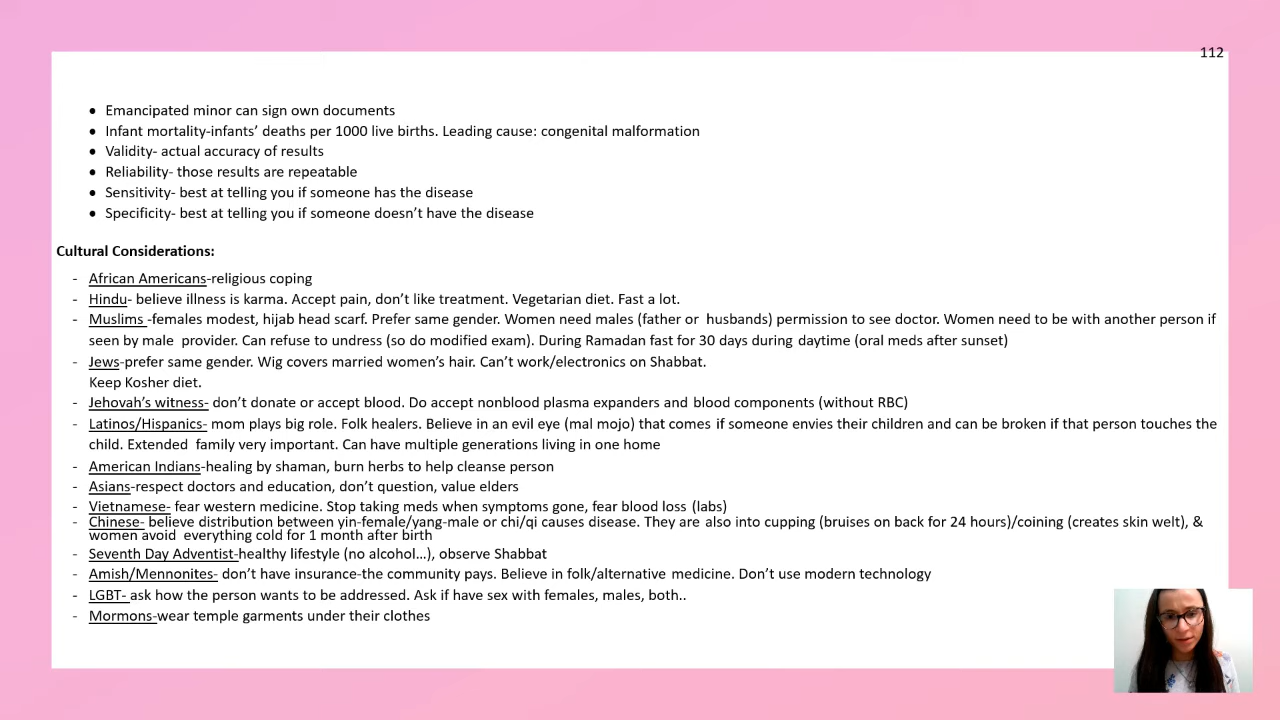 112
• Emancipated minor can sign own documents
• Infant mortality-infants’ deaths per 1000 live births. Leading cause: congenital malformation
• Validity- actual accuracy of results
• Reliability- those results are repeatable
• Sensitivity- best at telling you if someone has the disease
• Specificity- best at telling you if someone doesn’t have the disease
Cultural Considerations:
- African Americans-religious coping
- Hindu- believe illness is karma. Accept pain, don’t like treatment. Vegetarian diet. Fast a lot.
- Muslims -females modest, hijab head scarf. Prefer same gender. Women need males (father or husbands) permission to see doctor. Women need to be with another person if
seen by male provider. Can refuse to undress (so do modified exam). During Ramadan fast for 30 days during daytime (oral meds after sunset)
- Jews-prefer same gender. Wig covers married women’s hair. Can’t work/electronics on Shabbat.
Keep Kosher diet.
- Jehovah’s witness- don’t donate or accept blood. Do accept nonblood plasma expanders and blood components (without RBC)
- Latinos/Hispanics- mom plays big role. Folk healers. Believe in an evil eye (mal mojo) that comes if someone envies their children and can be broken if that person touches the
child. Extended family very important. Can have multiple generations living in one home
- American Indians-healing by shaman, burn herbs to help cleanse person
- Asians-respect doctors and education, don’t question, value elders
- Vietnamese- fear western medicine. Stop taking meds when symptoms gone, fear blood loss (labs)
- Chinese- believe distribution between yin-female/yang-male or chi/qi causes disease. They are also into cupping (bruises on back for 24 hours)/coining (creates skin welt), &
women avoid everything cold for 1 month after birth
- Seventh Day Adventist-healthy lifestyle (no alcohol…), observe Shabbat
- Amish/Mennonites- don’t have insurance-the community pays. Believe in folk/alternative medicine. Don’t use modern technology
- LGBT- ask how the person wants to be addressed. Ask if have sex with females, males, both..
- Mormons-wear temple garments under their clothes